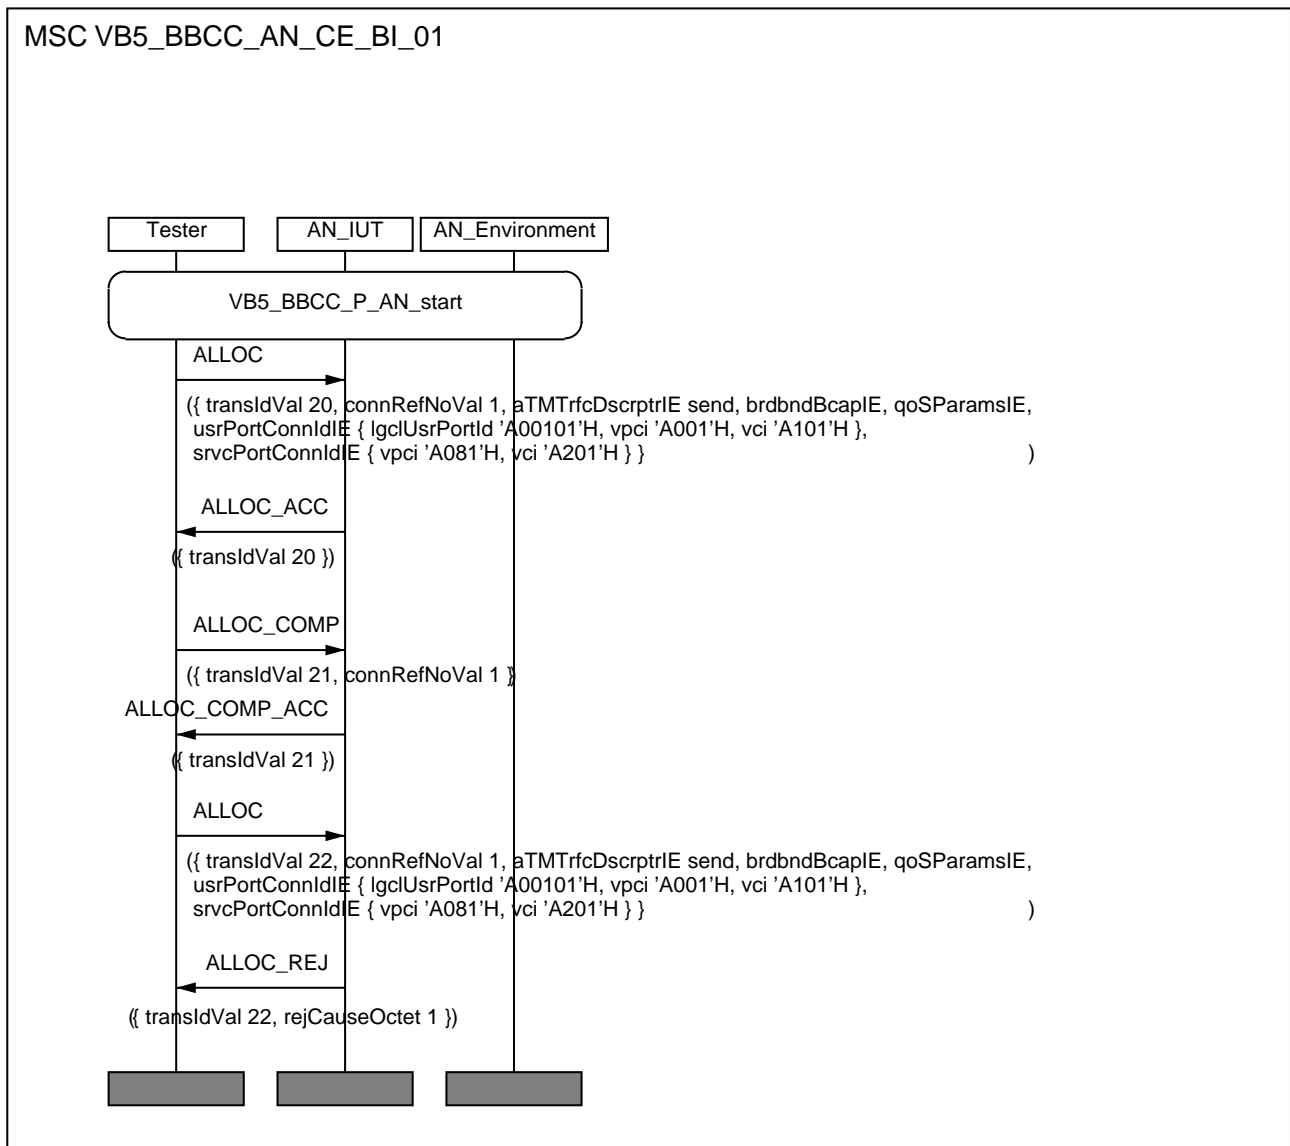 MSC VB5_BBCC_AN_CE_BI_01
Tester AN_IUT AN_Environment
VB5_BBCC_P_AN_start
ALLOC
({ transIdVal 20, connRefNoVal 1, aTMTrfcDscrptrIE send, brdbndBcapIE, qoSParamsIE,
usrPortConnIdIE { lgclUsrPortId 'A00101'H, vpci 'A001'H, vci 'A101'H },
srvcPortConnIdIE { vpci 'A081'H, vci 'A201'H } } )
ALLOC_ACC
({ transIdVal 20 })
ALLOC_COMP
({ transIdVal 21, connRefNoVal 1 }
ALLOC_COMP_ACC
({ transIdVal 21 })
ALLOC
({ transIdVal 22, connRefNoVal 1, aTMTrfcDscrptrIE send, brdbndBcapIE, qoSParamsIE,
usrPortConnIdIE { lgclUsrPortId 'A00101'H, vpci 'A001'H, vci 'A101'H },
srvcPortConnIdIE { vpci 'A081'H, vci 'A201'H } } )
ALLOC_REJ
({ transIdVal 22, rejCauseOctet 1 })